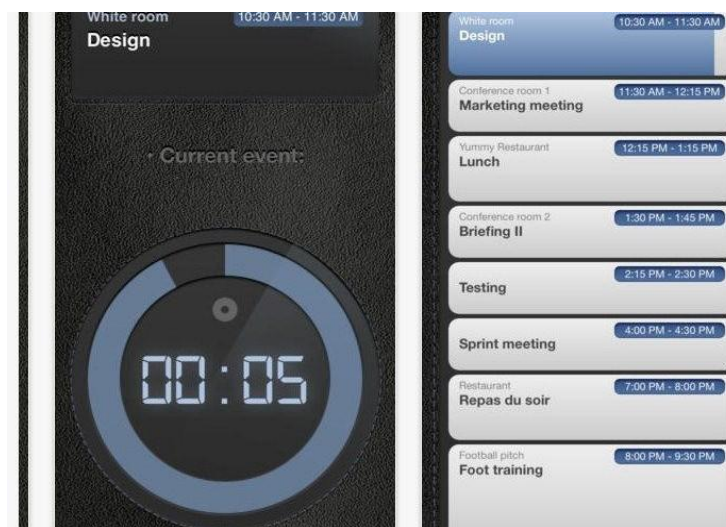 White room
10:30 AM - 11:30 AM
Design
• Current event:
00:05
White room
10:30 AM - 11:30 AM
Design
Conference room 1
11:30 AM - 12:15 PM
Marketing meeting
Yummy Restaurant
12:15 PM - 1:15 PM
Lunch
Conference room 2
1:30 PM - 1:45 PM
Briefing II
2:15 PM - 2:30 PM
Testing
4:00 PM - 4:30 PM
Sprint meeting
Restaurant
7:00 PM - 8:00 PM
Repas du soir
Football pitch
8:00 PM - 9:30 PM
Foot training